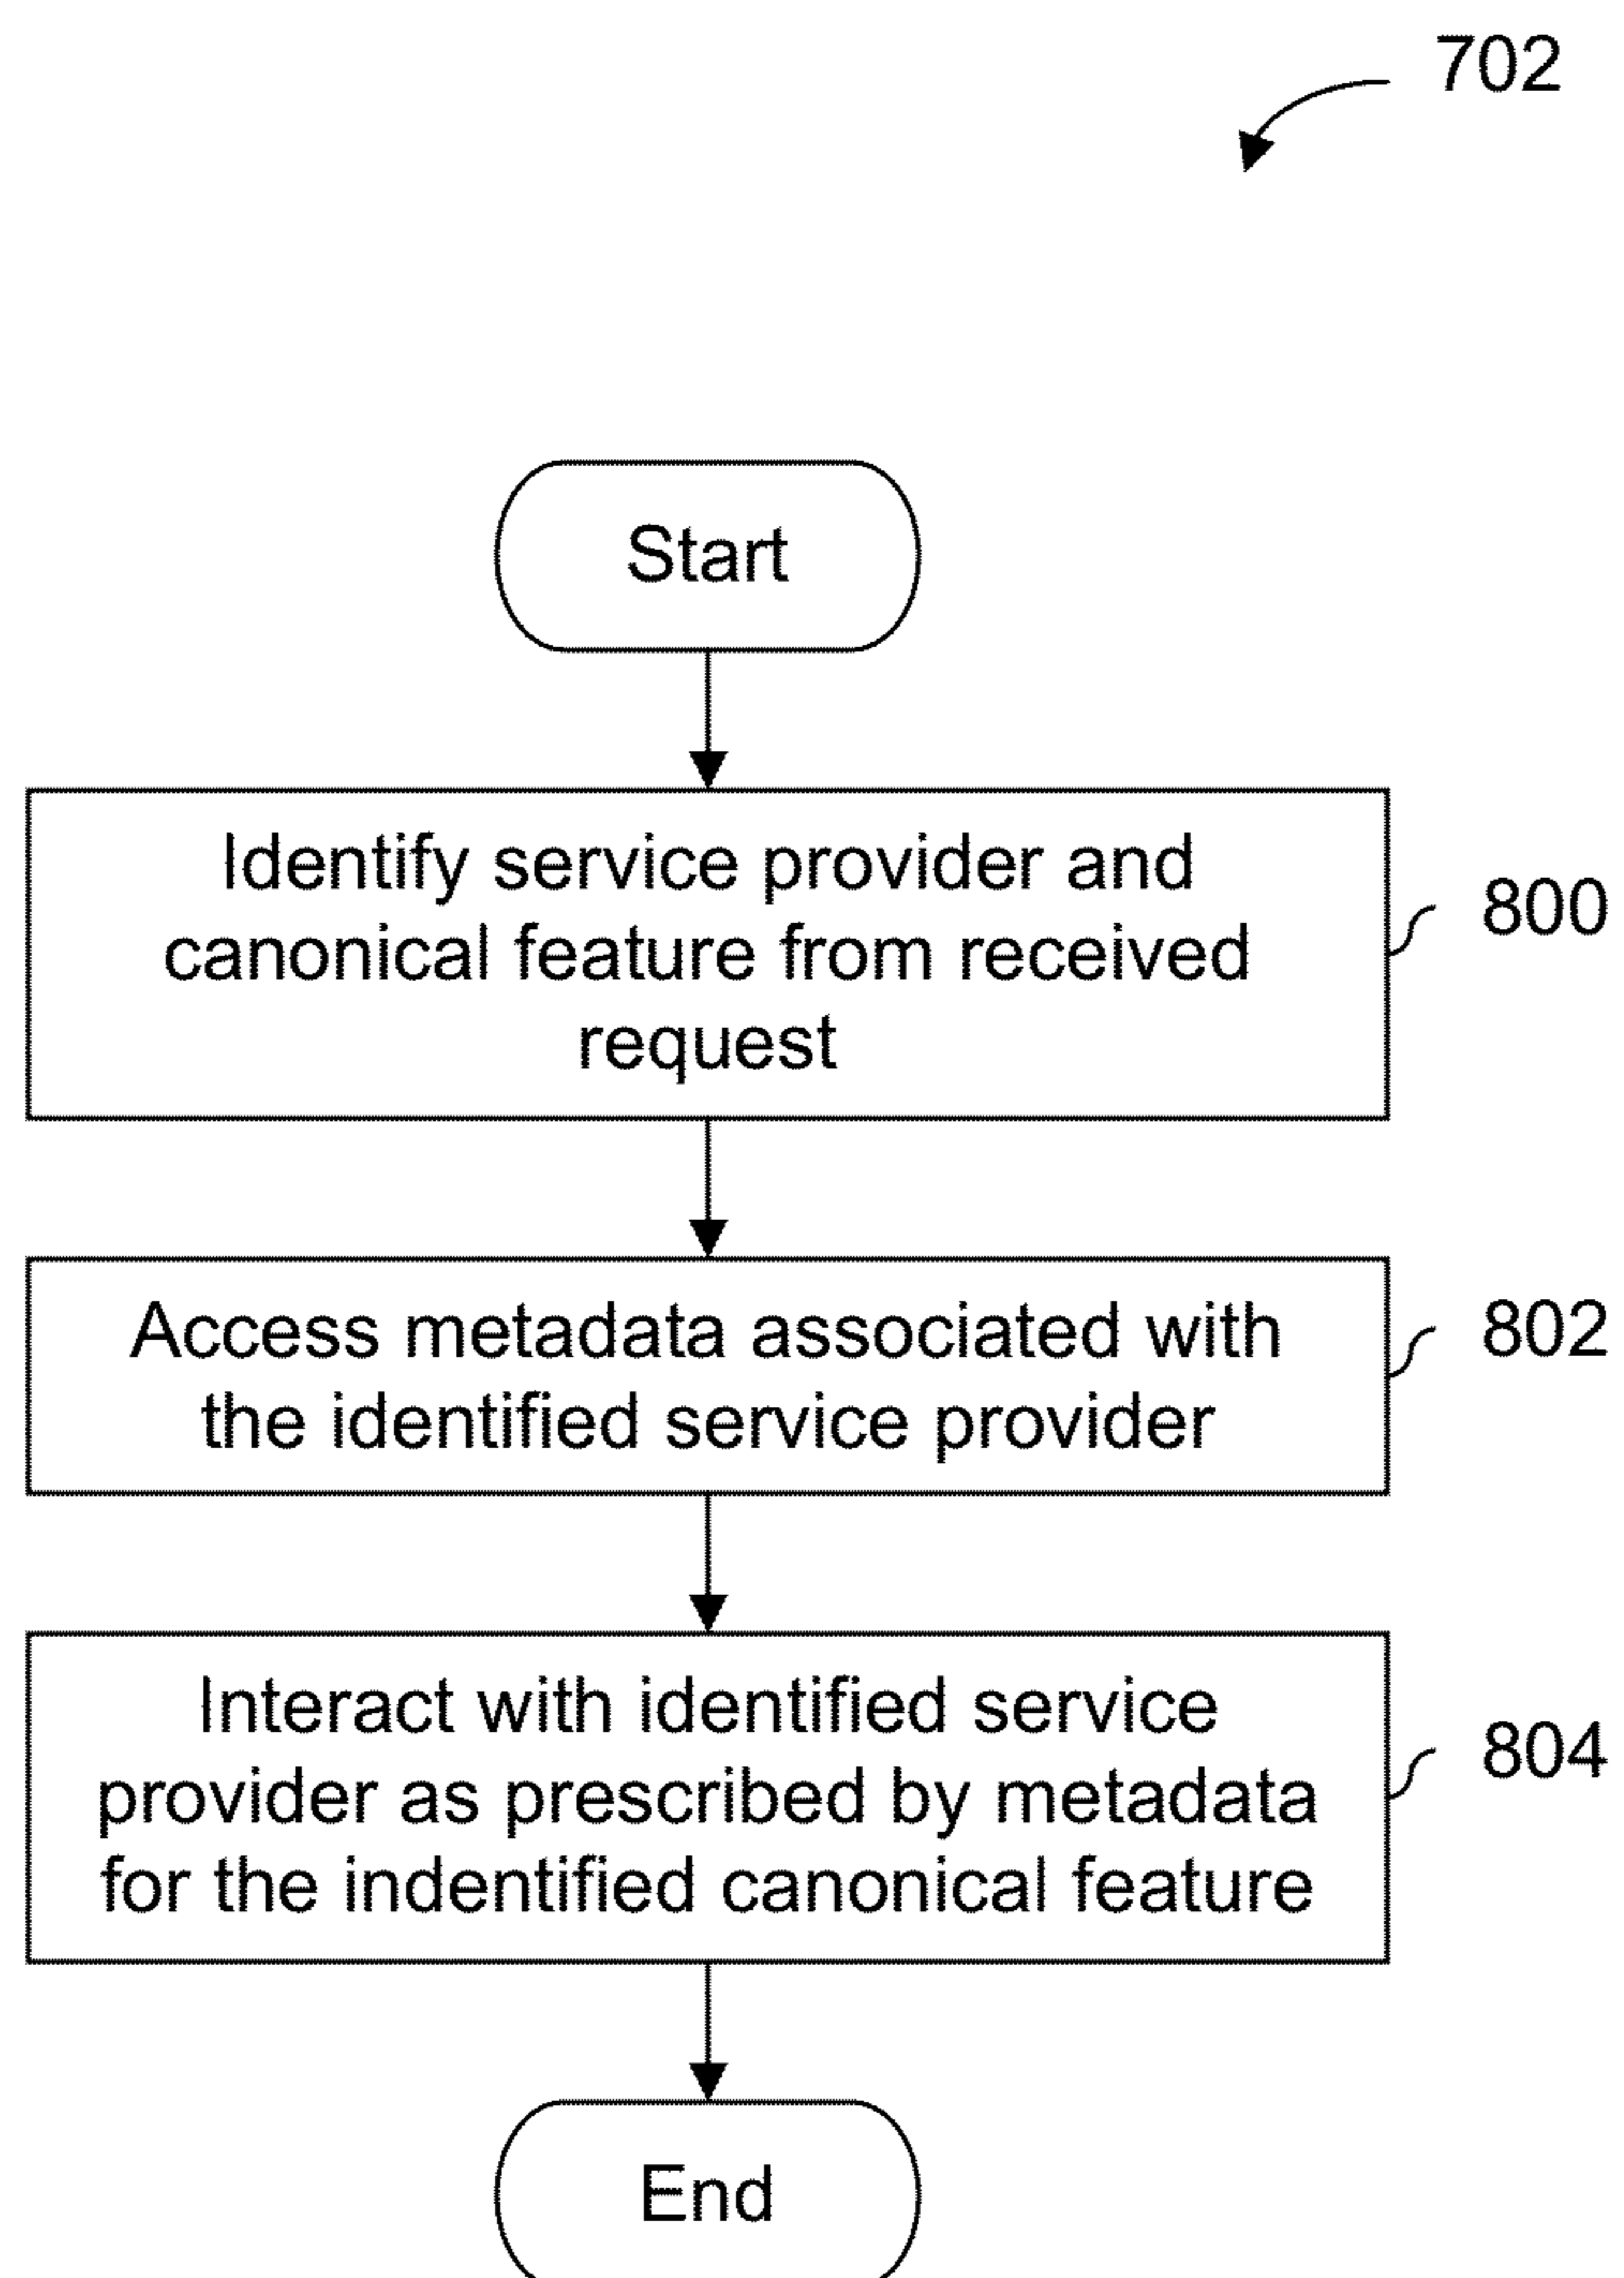 702
Start
Identify service provider and
canonical feature from received
request
800
Access metadata associated with
the identified service provider
802
Interact with identified service
provider as prescribed by metadata
for the indentified canonical feature
804
End